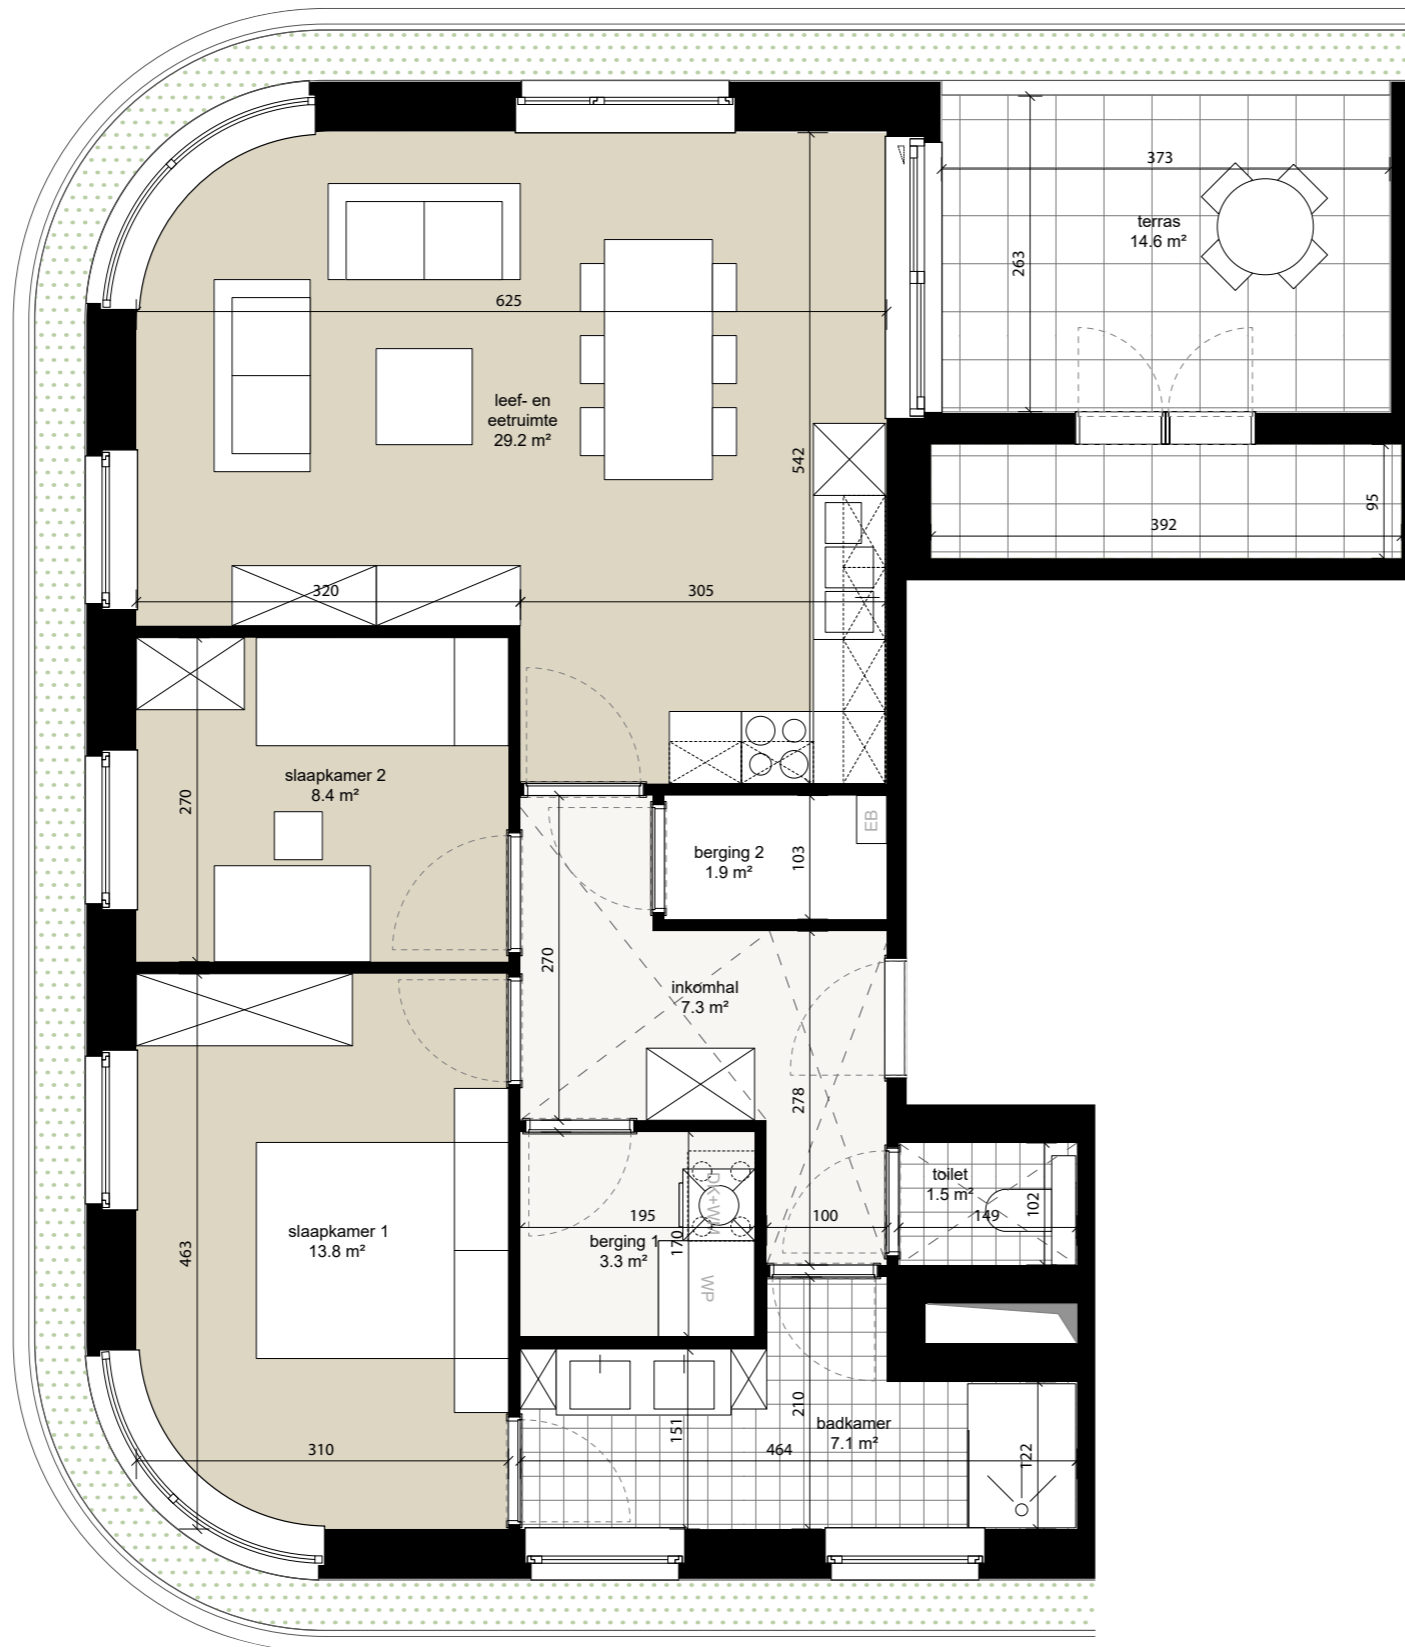 373
terras
14.6 m²
263
625
leef- en
eetruimte
29.2 m²
542
95
392
320
305
slaapkamer 2
8.4 m²
270
EB
berging 2
1.9 m²
103
270
inkomhal
7.3 m²
278
toilet
1.5 m²
102
149
195
100
DK+WM
170
berging 1
3.3 m²
WP
slaapkamer 1
13.8 m²
463
310
151
210
badkamer
7.1 m²
464
122